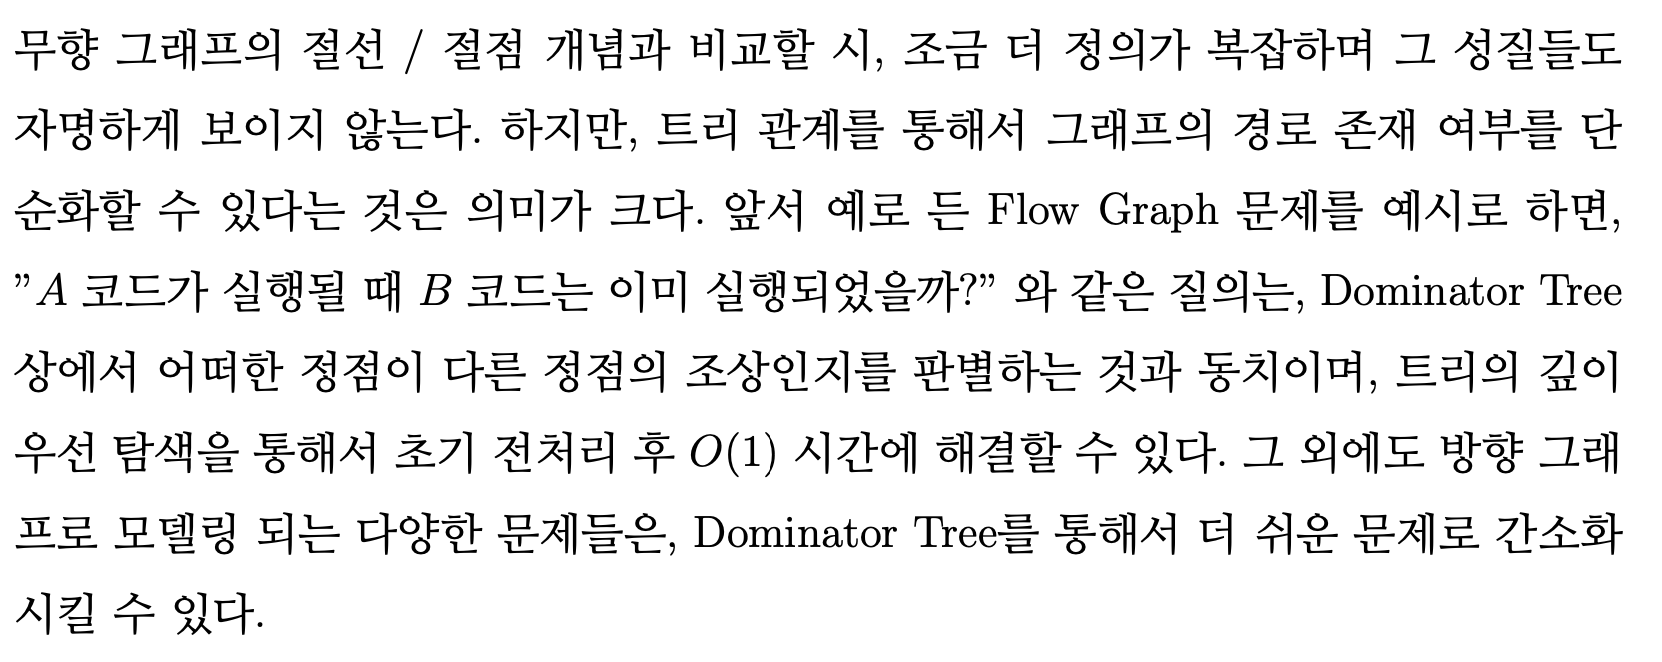 무향 그래프의 절선 / 절점 개념과 비교할 시, 조금 더 정의가 복잡하며 그 성질들도
자명하게 보이지 않는다. 하지만, 트리 관계를 통해서 그래프의 경로 존재 여부를 단
순화할 수 있다는 것은 의미가 크다. 앞서 예로 든 Flow Graph 문제를 예시로 하면,
”A 코드가 실행될 때 B 코드는 이미 실행되었을까?” 와 같은 질의는, Dominator Tree
상에서 어떠한 정점이 다른 정점의 조상인지를 판별하는 것과 동치이며, 트리의 깊이
우선 탐색을 통해서 초기 전처리 후 O(1) 시간에 해결할 수 있다. 그 외에도 방향 그래
프로 모델링 되는 다양한 문제들은, Dominator Tree를 통해서 더 쉬운 문제로 간소화
시킬 수 있다.